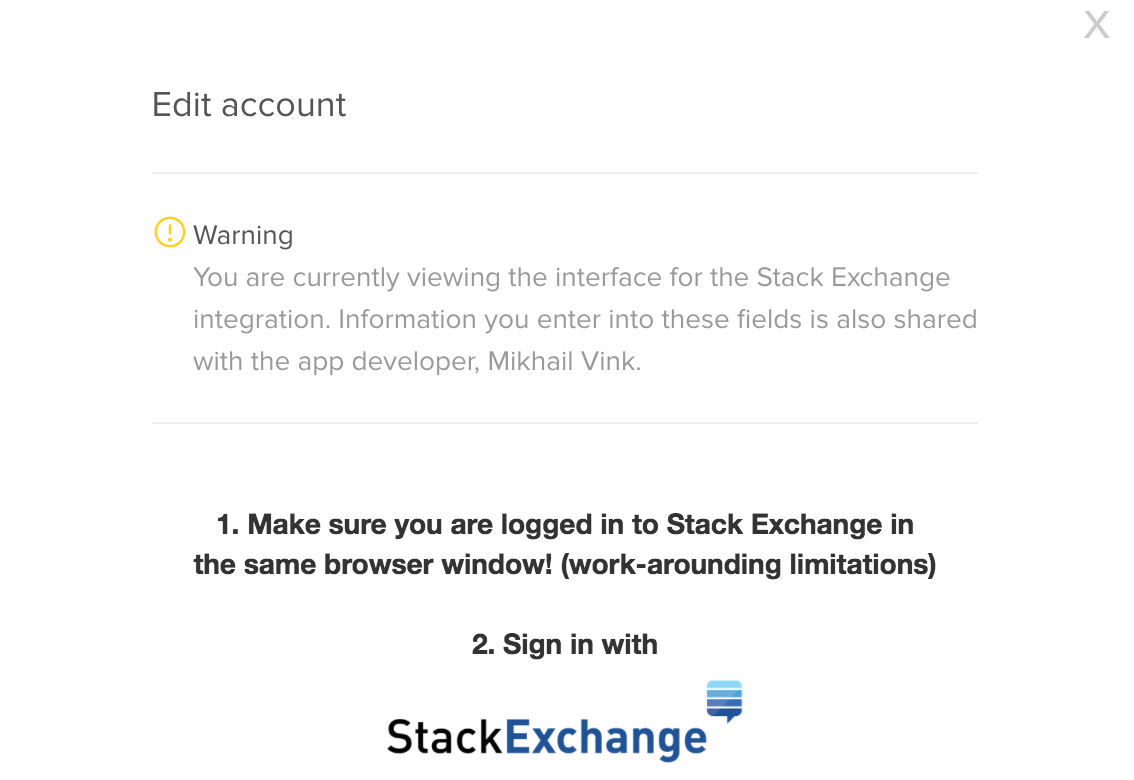 X
Edit account
Warning
You are currently viewing the interface for the Stack Exchange
integration. Information you enter into these fields is also shared
with the app developer, Mikhail Vink.
1. Make sure you are logged in to Stack Exchange in
the same browser window! (work-arounding limitations)
2. Sign in with
StackExchange